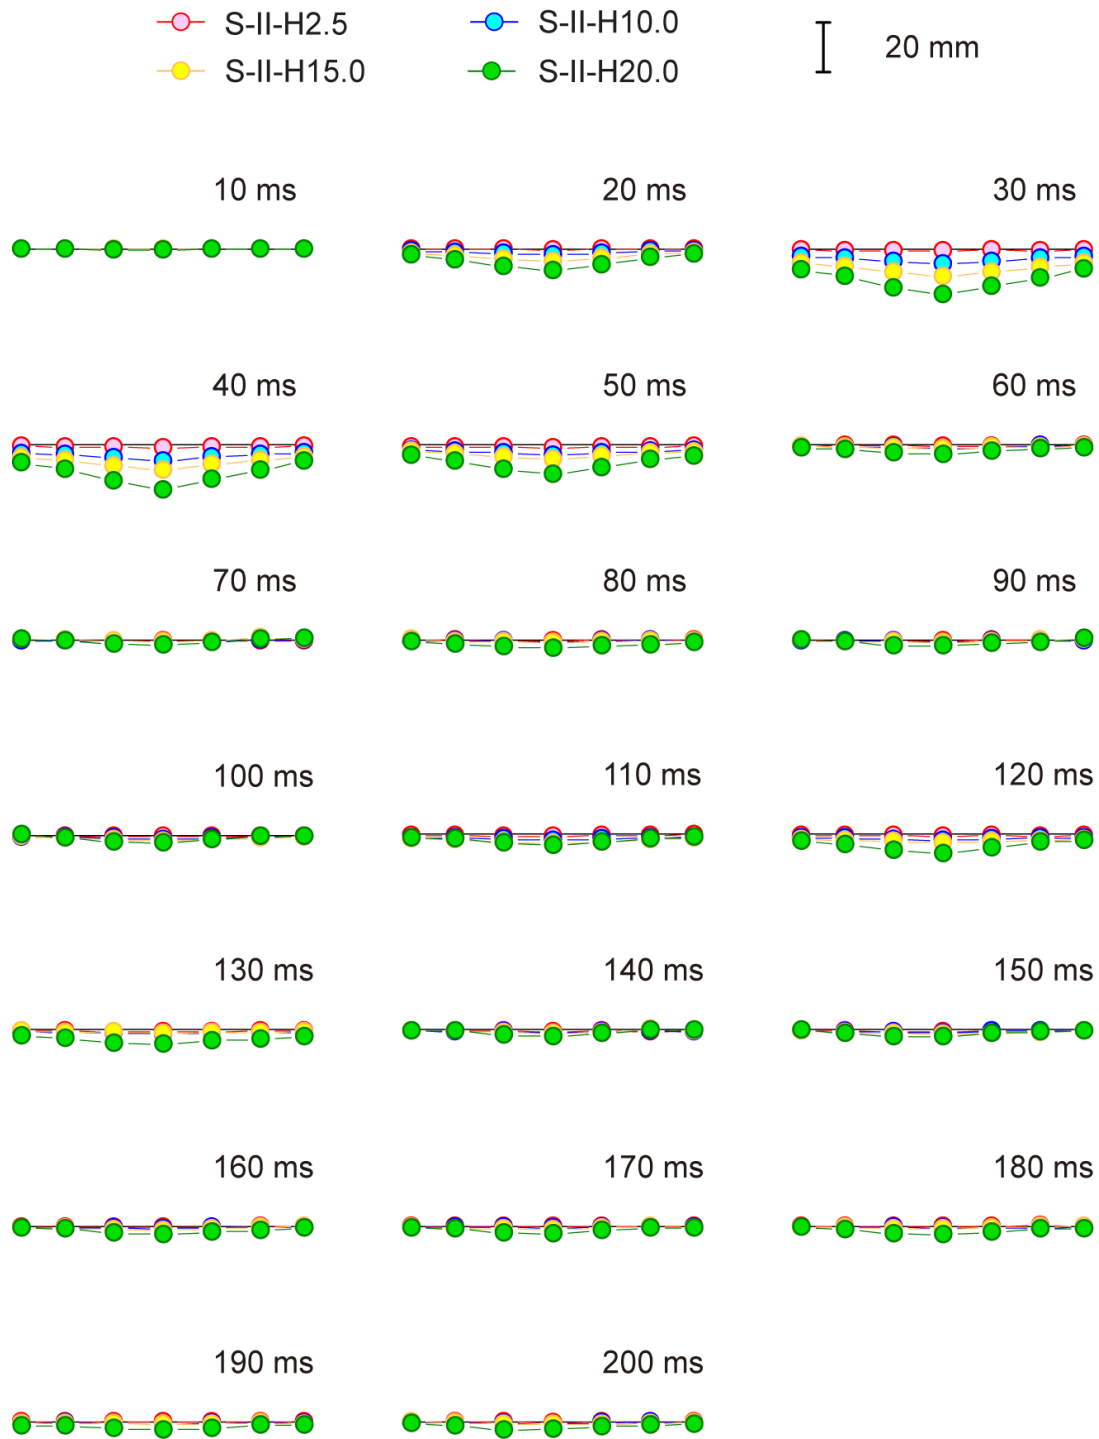 S-II-H2.5 S-II-H10.0 20 mm
S-II-H15.0 S-II-H20.0
10 ms 20 ms 30 ms
40 ms 50 ms 60 ms
70 ms 80 ms 90 ms
100 ms 110 ms 120 ms
130 ms 140 ms 150 ms
160 ms 170 ms 180 ms
190 ms 200 ms